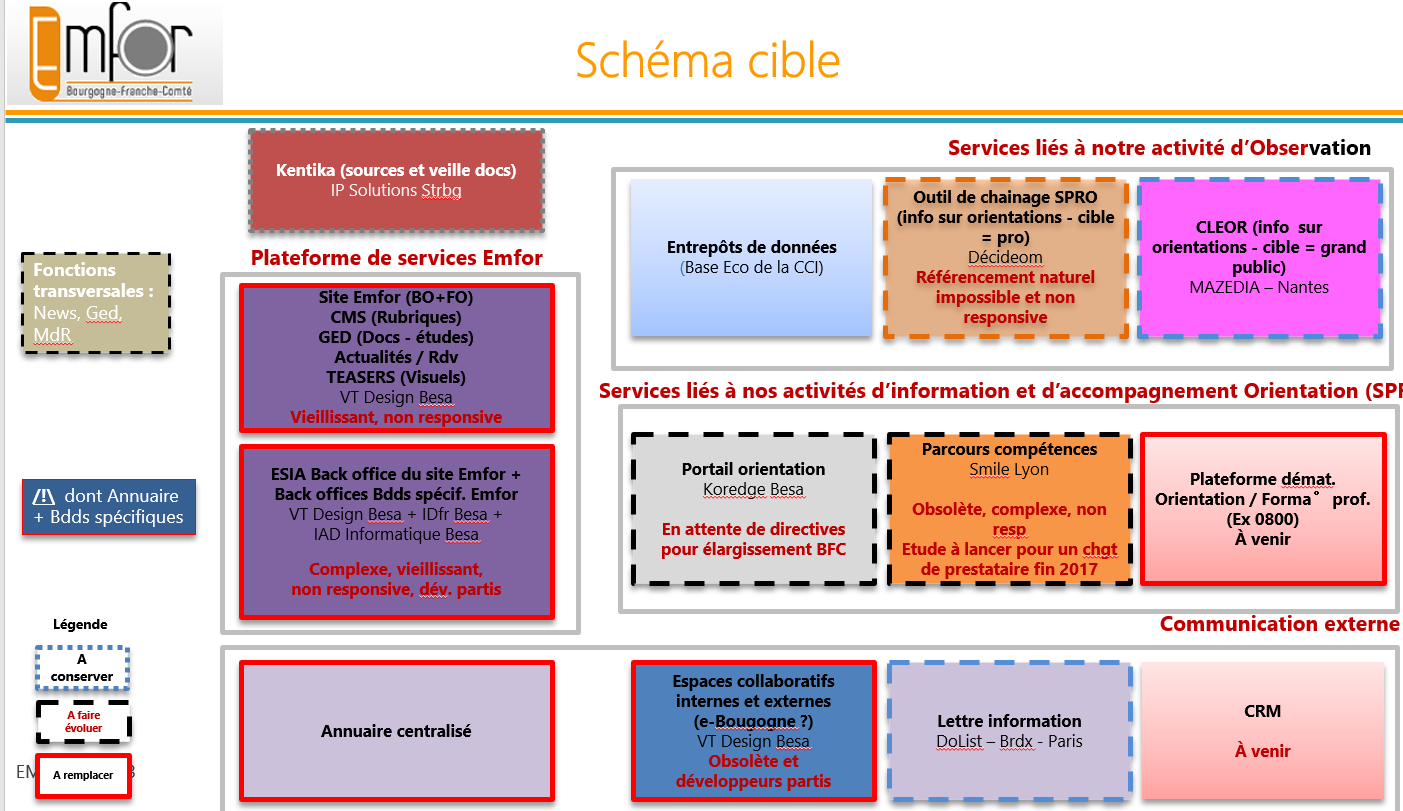 Emfor
Bourgogne-Franche-Comté
Schéma cible
Kentika (sources et veille docs)
IP Solutions Strbg
Services liés à notre activité d’Observation
Entrepôts de données
(Base Eco de la CCI)
Outil de chainage SPRO
(info sur orientations - cible
= pro)
Décideom
Référencement naturel
impossible et non
responsive
CLEOR (info sur
orientations - cible = grand
public)
MAZEDIA – Nantes
Fonctions
transversales :
News, Ged,
MdR
Plateforme de services Emfor
Site Emfor (BO+FO)
CMS (Rubriques)
GED (Docs - études)
Actualités / Rdv
TEASERS (Visuels)
VT Design Besa
Vieillissant, non responsive
ESIA Back office du site Emfor +
Back offices Bdds spécif. Emfor
VT Design Besa + IDfr Besa +
IAD Informatique Besa
Complexe, vieillissant,
non responsive, dév. partis
Services liés à nos activités d’information et d’accompagnement Orientation (SPR
Portail orientation
Koredge Besa
En attente de directives
pour élargissement BFC
Parcours compétences
Smile Lyon
Obsolète, complexe, non
resp
Etude à lancer pour un chgt
de prestataire fin 2017
Plateforme démat.
Orientation / Forma° prof.
(Ex 0800)
À venir
/!\ dont Annuaire
+ Bdds spécifiques
Légende
A
conserver
A faire
évoluer
A remplacer
EM
3
Communication externe
Annuaire centralisé
Espaces collaboratifs
internes et externes
(e-Bougogne ?)
VT Design Besa
Obsolète et
développeurs partis
Lettre information
DoList – Brdx - Paris
CRM
À venir